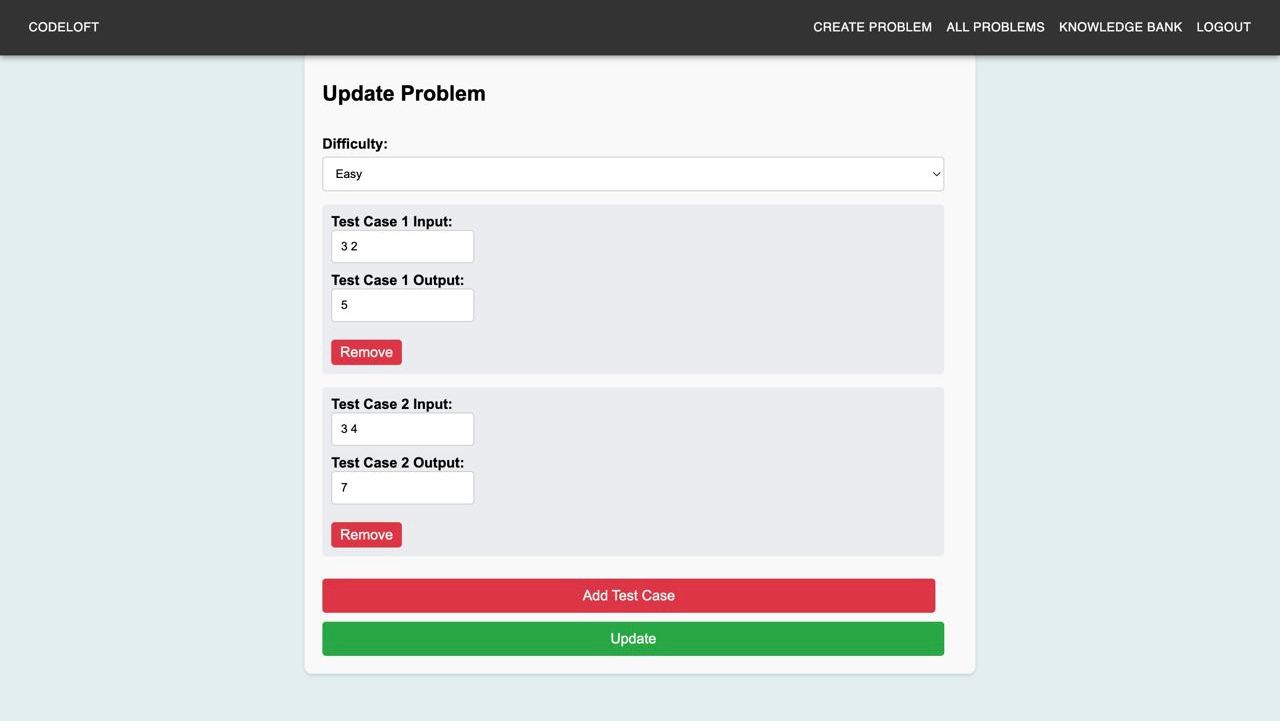 CODELOFT
CREATE PROBLEM ALL PROBLEMS KNOWLEDGE BANK LOGOUT
Update Problem
Difficulty:
Easy
Test Case 1 Input:
3 2
Test Case 1 Output:
5
Remove
Test Case 2 Input:
3 4
Test Case 2 Output:
7
Remove
Add Test Case
Update